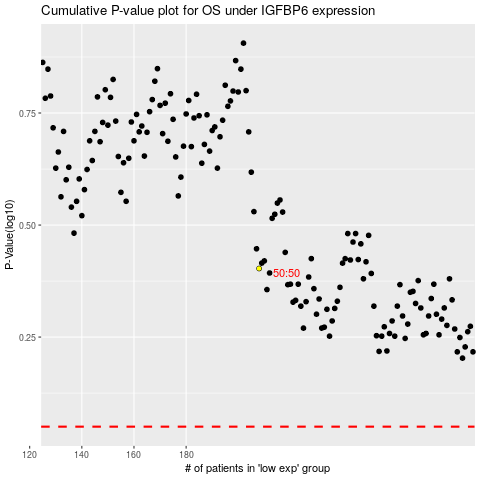 Cumulative P-value plot for OS under IGFBP6 expression
P-Value(log10)
0.75
0.50
0.25
50:50
120 140 160 180
# of patients in 'low exp' group